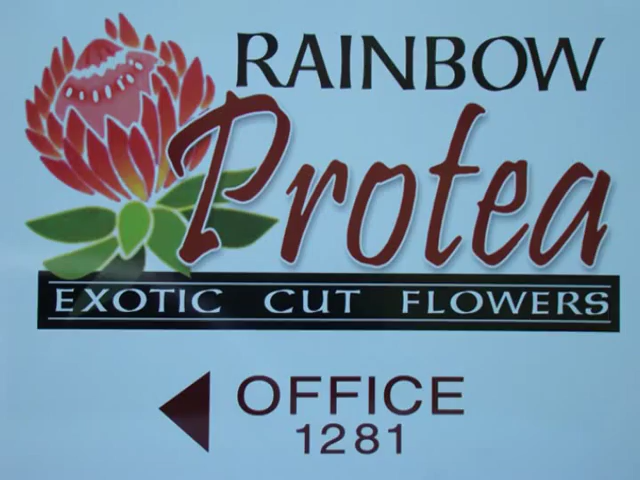 RAINBOW
Protea
EXOTIC CUT FLOWERS
OFFICE
1281